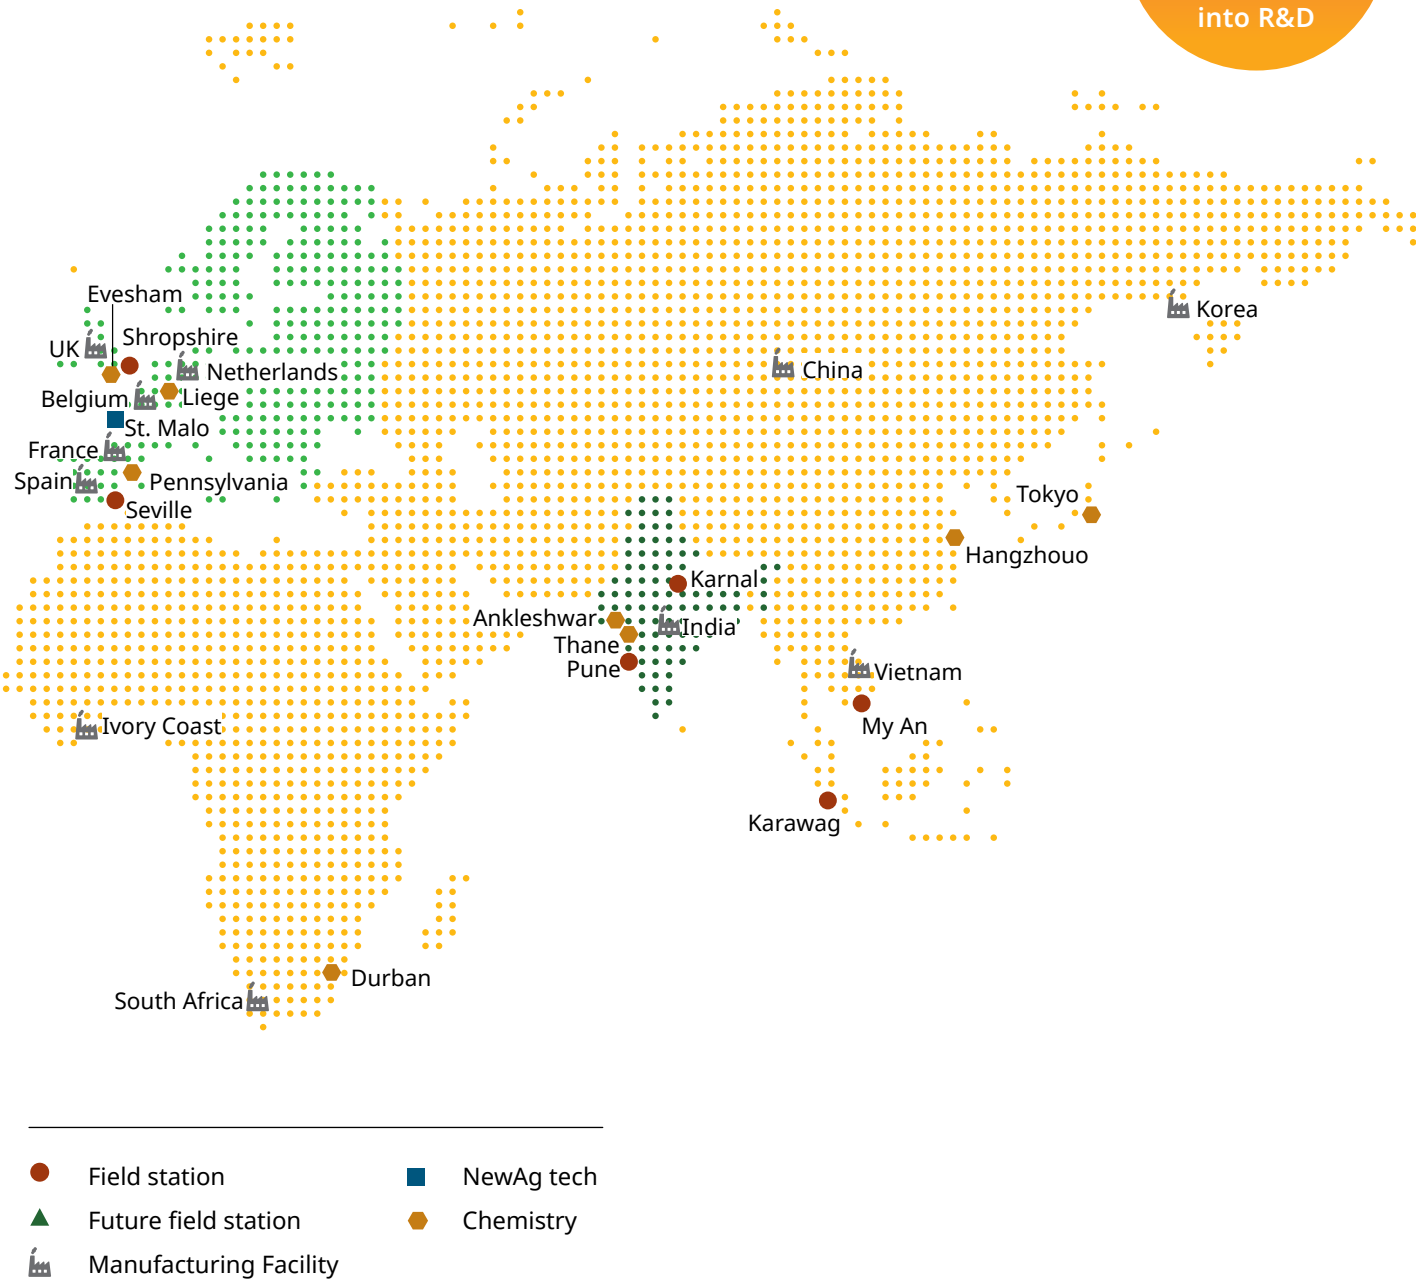 into R&D
Evesham
Korea
Shropshire
UK
Netherlands
China
Belgium
Liege
St. Malo
France
Spain
Pennsylvania
Tokyo
Seville
Hangzhouo
Karnal
Ankleshwar
India
Thane
Pune
Vietnam
Ivory Coast
My An
Karawag
Durban
South Africa
Field station
NewAg tech
Future field station
Chemistry
Manufacturing Facility